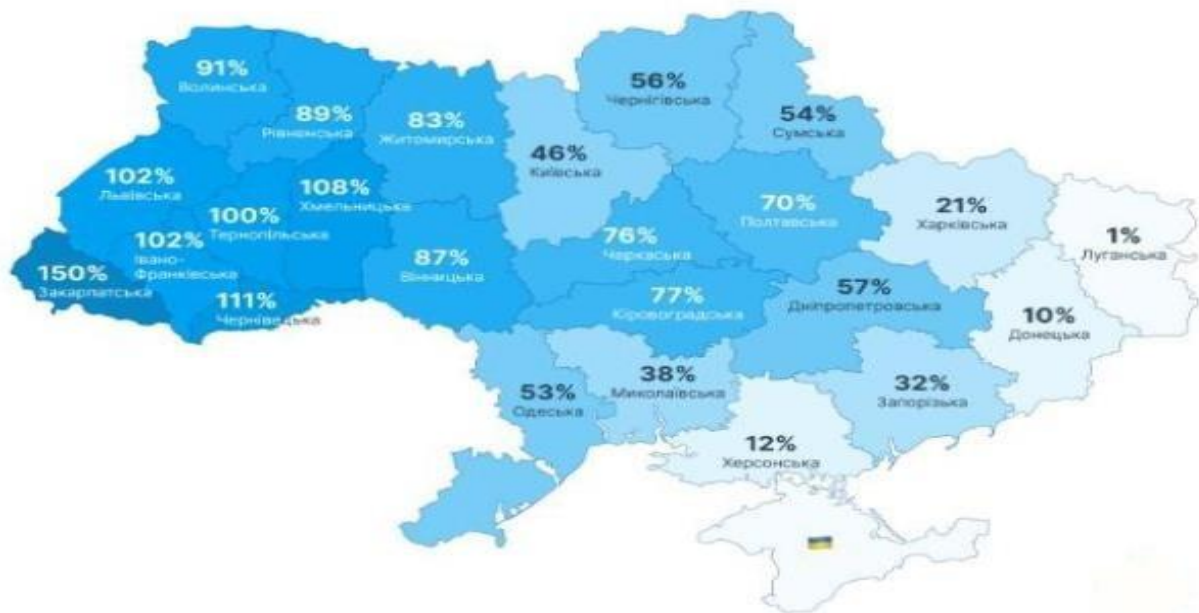 91%
Волинська
89%
Рівненська
83%
Житомирська
46%
Київська
56%
Чернігівська
54%
Сумська
102%
Львівська
108%
Хмельницька
100%
Тернопільська
102%
Івано-
Франківська
150%
Закарпатська
111%
Чернівецька
87%
Вінницька
76%
Черкаська
70%
Полтавська
21%
Харківська
1%
Луганська
77%
Кіровоградська
57%
Дніпропетровська
10%
Донецька
53%
Одеська
38%
Миколаївська
32%
Запорізька
12%
Херсонська